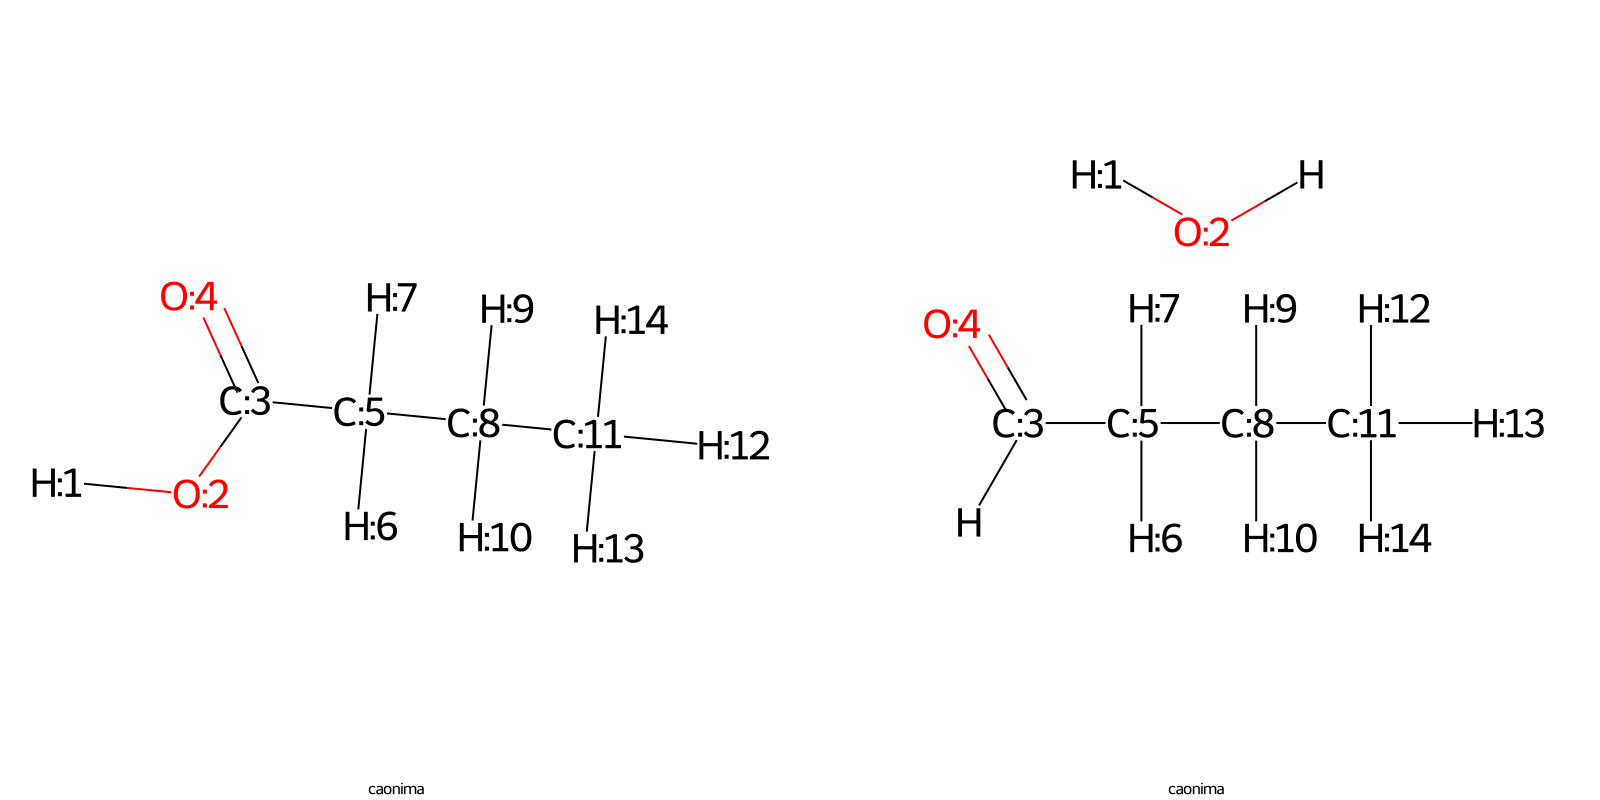 H:1 H
O:2
O:4 H:7 H:9 H:14
C:3 C:5 C:8 C:11 H:12
H:1 O:2
H:6 H:10 H:13
O:4 H:7 H:9 H:12
C:3 C:5 C:8 C:11 H:13
H H:6 H:10 H:14
caonima caonima